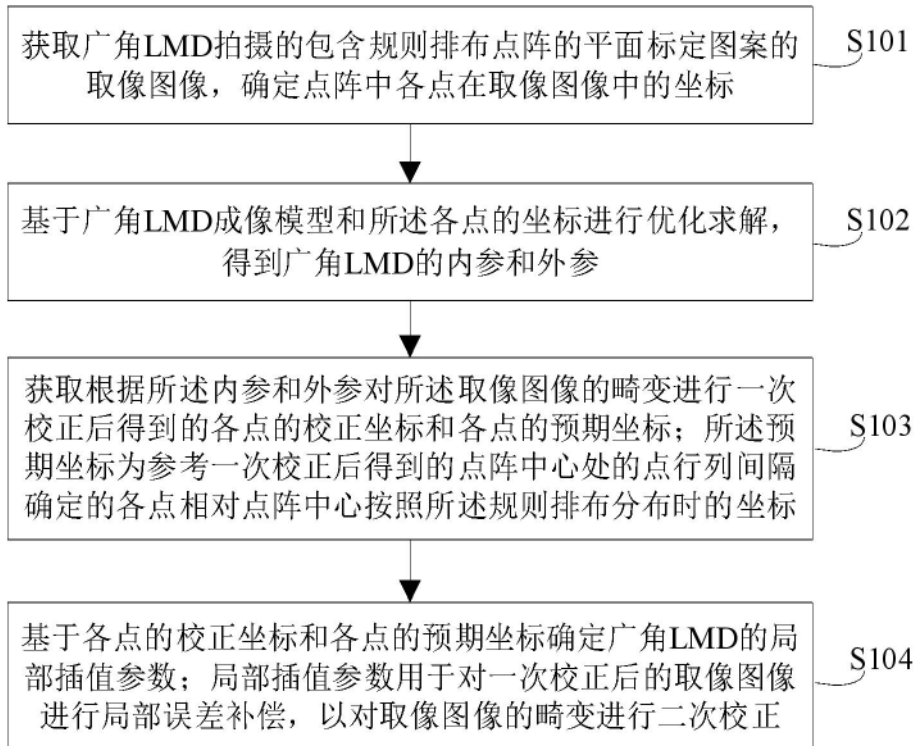 获取广角LMD拍摄的包含规则排布点阵的平面标定图案的
取像图像，确定点阵中各点在取像图像中的坐标
S101
基于广角LMD成像模型和所述各点的坐标进行优化求解，
得到广角LMD的内参和外参
S102
获取根据所述内参和外参对所述取像图像的畸变进行一次
校正后得到的各点的校正坐标和各点的预期坐标；所述预
期坐标为参考一次校正后得到的点阵中心处的点行列间隔
确定的各点相对点阵中心按照所述规则排布分布时的坐标
S103
基于各点的校正坐标和各点的预期坐标确定广角LMD的局
部插值参数；局部插值参数用于对一次校正后的取像图像
进行局部误差补偿，以对取像图像的畸变进行二次校正
S104